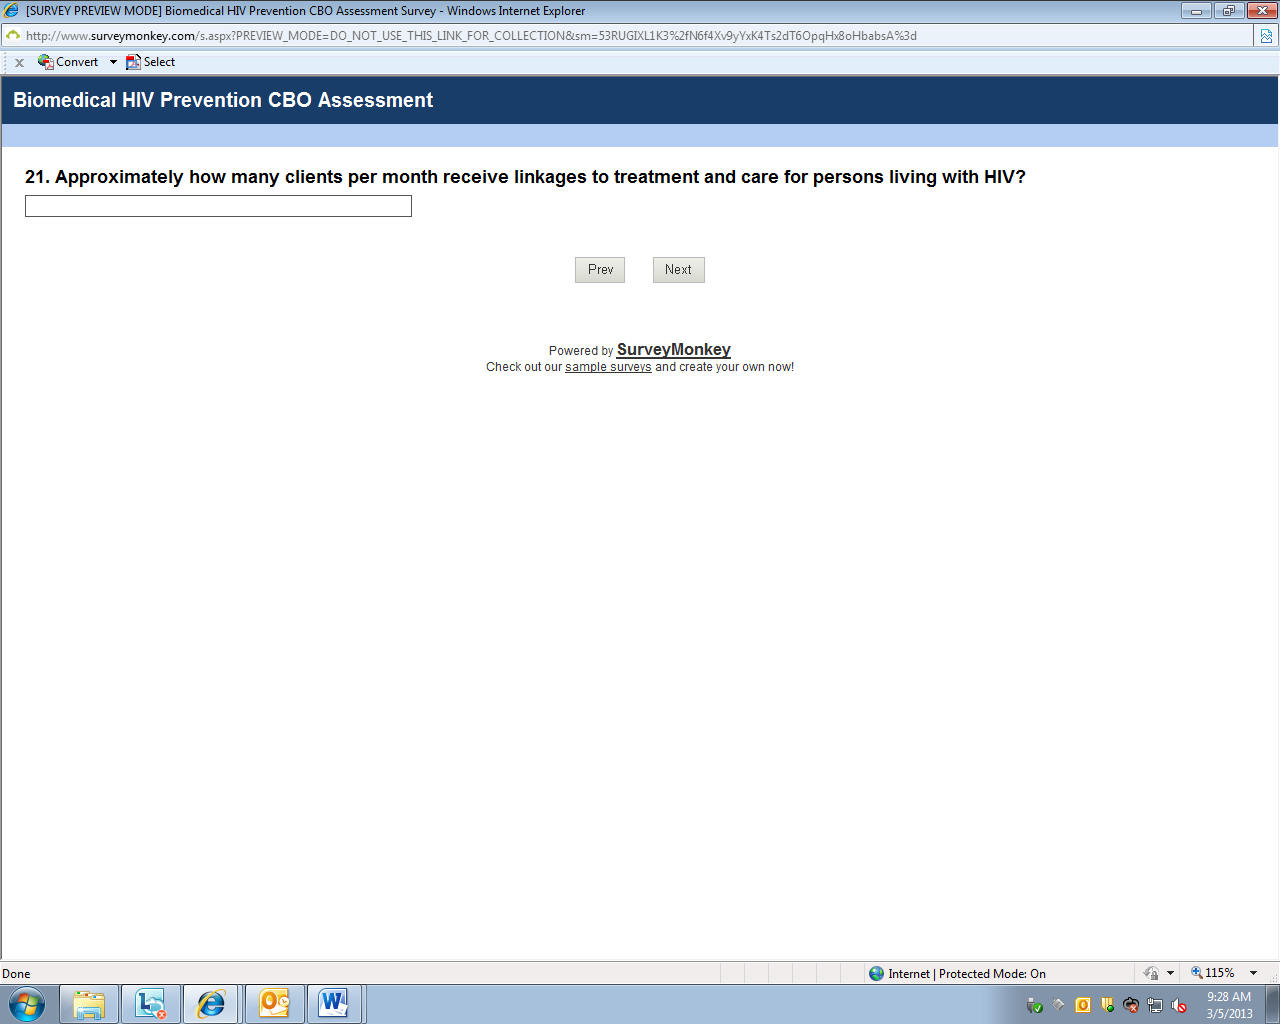 [SURVEY PREVIEW MODE] Biomedical HIV Prevention CBO Assessment Survey - Windows Internet Explorer
http://www.surveymonkey.com/s.aspx?PREVIEW_MODE=DO_NOT_USE_THIS_LINK_FOR_COLLECTION&sm=53RUGIXL1K3%2fN6f4Xv9yYxK4Ts2dT6OpqHx8oHbabsA%3d
x Convert Select
Biomedical HIV Prevention CBO Assessment
21. Approximately how many clients per month receive linkages to treatment and care for persons living with HIV?
Prev Next
Powered by SurveyMonkey
Check out our sample surveys and create your own now!
Done Internet | Protected Mode: On 115%
9:28 AM
3/5/2013